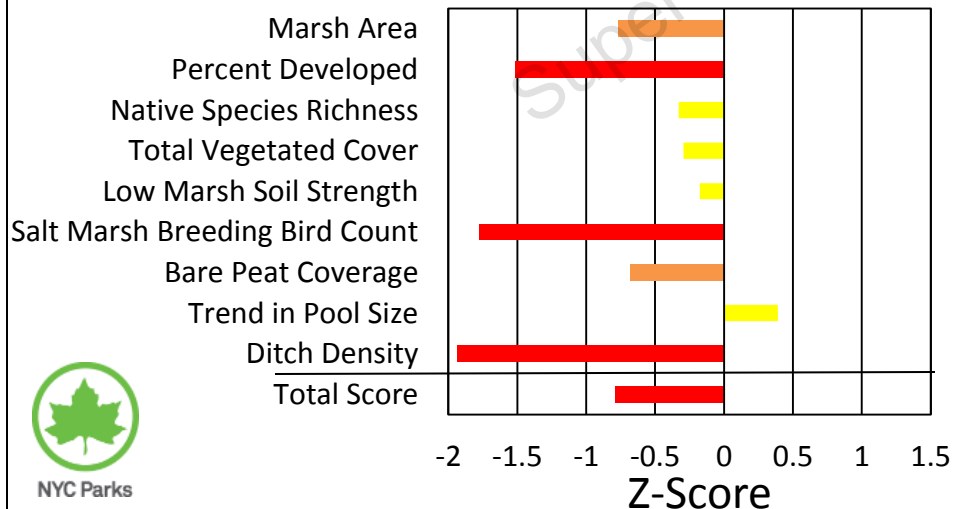 Marsh Area
Percent Developed
Native Species Richness
Total Vegetated Cover
Low Marsh Soil Strength
Salt Marsh Breeding Bird Count
Bare Peat Coverage
Trend in Pool Size
Ditch Density
Total Score
-2 -1.5 -1 -0.5 0 0.5 1 1.5
Z-Score
NYC Parks